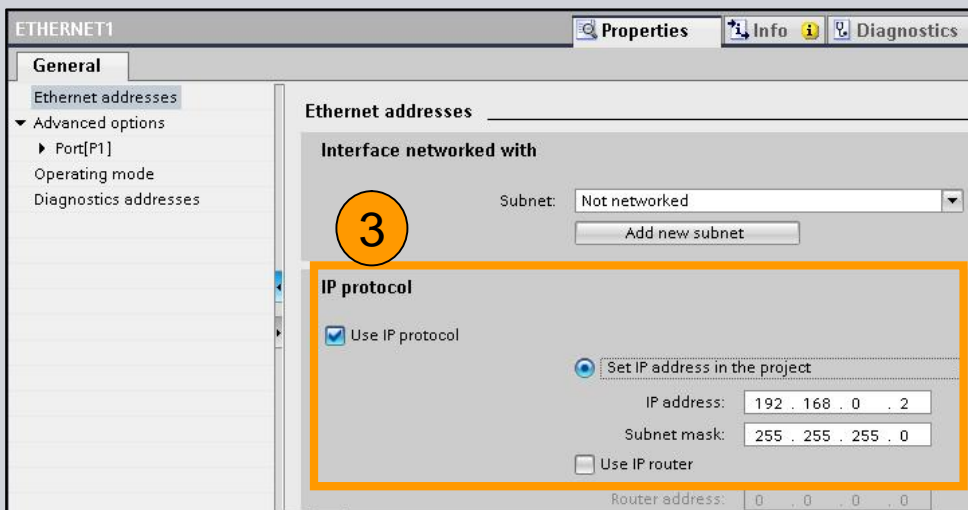 ETHERNET1
Properties
Info
Diagnostics
General
Ethernet addresses
Advanced options
Port[P1]
Operating mode
Diagnostics addresses
Ethernet addresses
Interface networked with
Subnet: Not networked
Add new subnet
3
IP protocol
Use IP protocol
Set IP address in the project
IP address: 192 . 168 . 0 . 2
Subnet mask: 255 . 255 . 255 . 0
Use IP router
Router address: 0 . 0 . 0 . 0